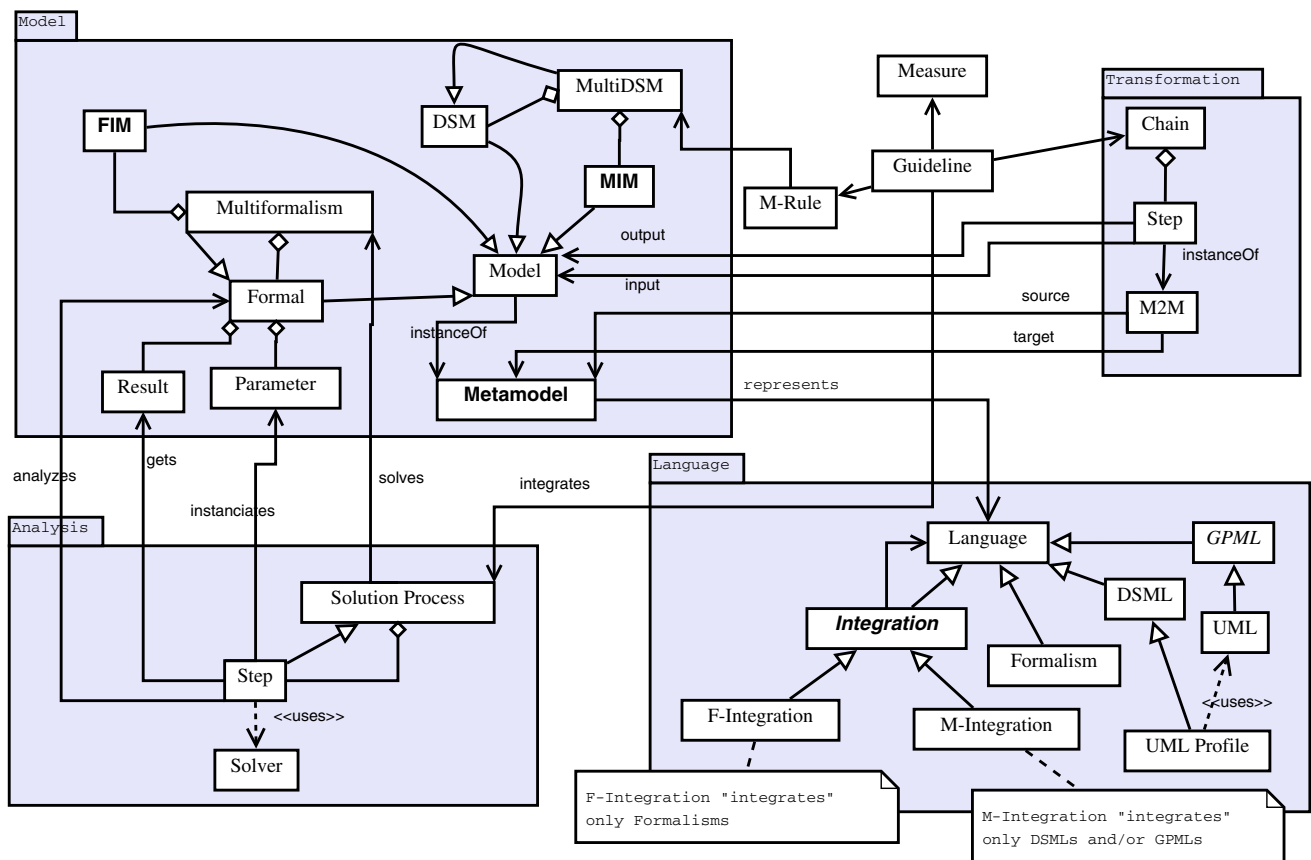 Model
MultiDSM
Measure
Transformation
FIM
DSM
Chain
MIM
Guideline
M-Rule
Multiformalism
Step
output
instanceOf
Model
input
Formal
source
M2M
instanceOf
target
Result
Parameter
Metamodel
represents
analyzes
gets
solves
integrates
instanciates
Language
Analysis
Language
GPML
Solution Process
DSML
Integration
UML
Formalism
Step
<<uses>>
<<uses>>
F-Integration
M-Integration
UML Profile
Solver
F-Integration "integrates"
only Formalisms
M-Integration "integrates"
only DSMLs and/or GPMLs